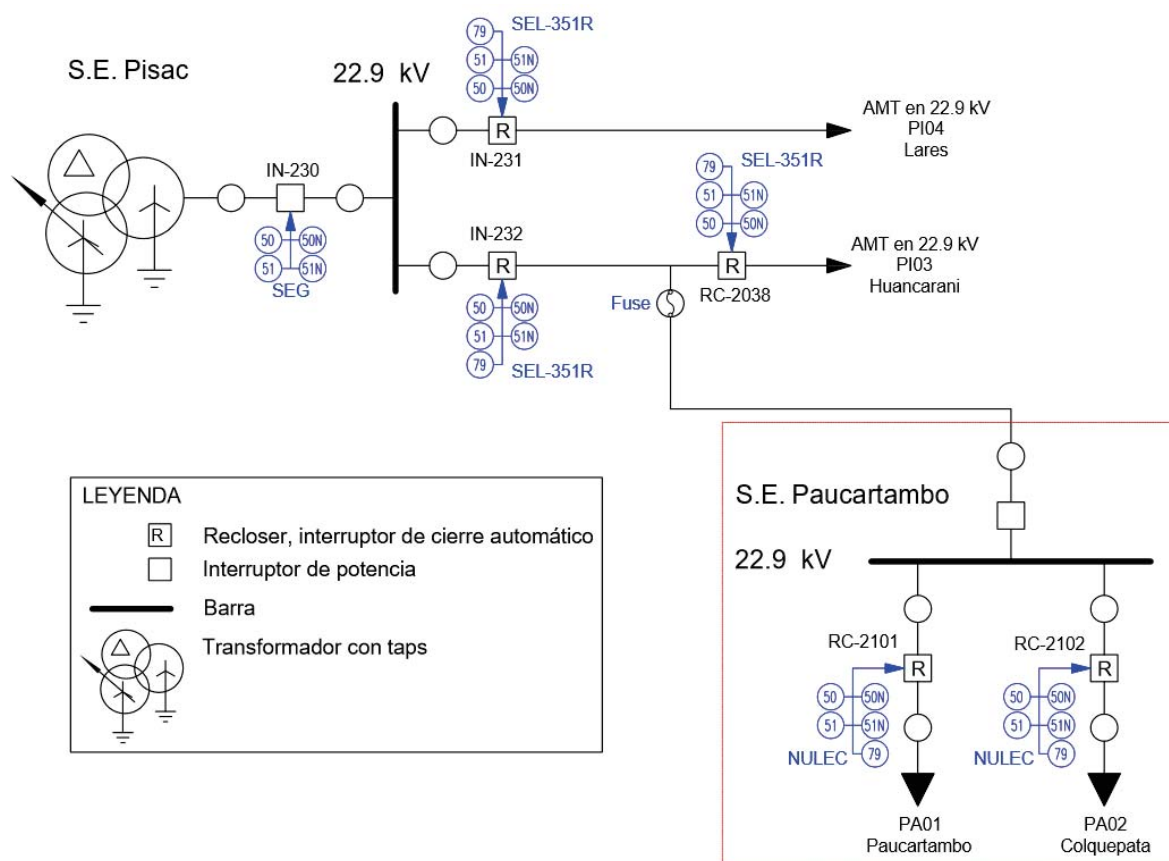 S.E. Pisac
22.9 kV
IN-230
50 50N
51 51N
SEG
SEL-351R
79
51 51N
50 50N
R
IN-231
AMT en 22.9 kV
PI04
Lares
IN-232
R
50 50N
51 51N
79
SEL-351R
Fuse
SEL-351R
79
51 51N
50 50N
R
RC-2038
AMT en 22.9 kV
PI03
Huancarani
LEYENDA
R Recloser, interruptor de cierre automático
Interruptor de potencia
Barra
Transformador con taps
S.E. Paucartambo
22.9 kV
RC-2101
R
50 50N
51 51N
79
NULEC
PA01
Paucartambo
RC-2102
R
50 50N
51 51N
79
NULEC
PA02
Colquepata